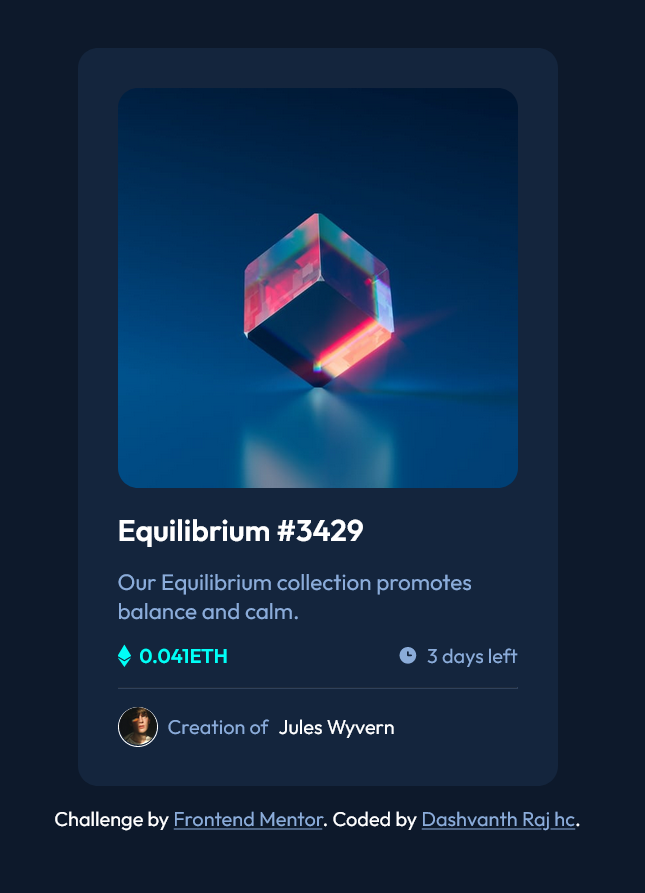 Equilibrium #3429
Our Equilibrium collection promotes
balance and calm.
0.041ETH
3 days left
Creation of Jules Wyvern
Challenge by Frontend Mentor. Coded by Dashvanth Raj hc.